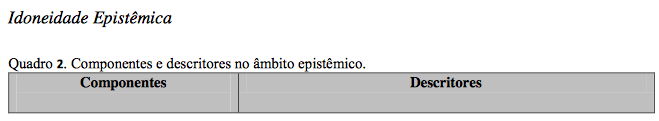 Idoneidade Epistêmica
Quadro 2. Componentes e descritores no âmbito epistêmico.
Componentes Descritores